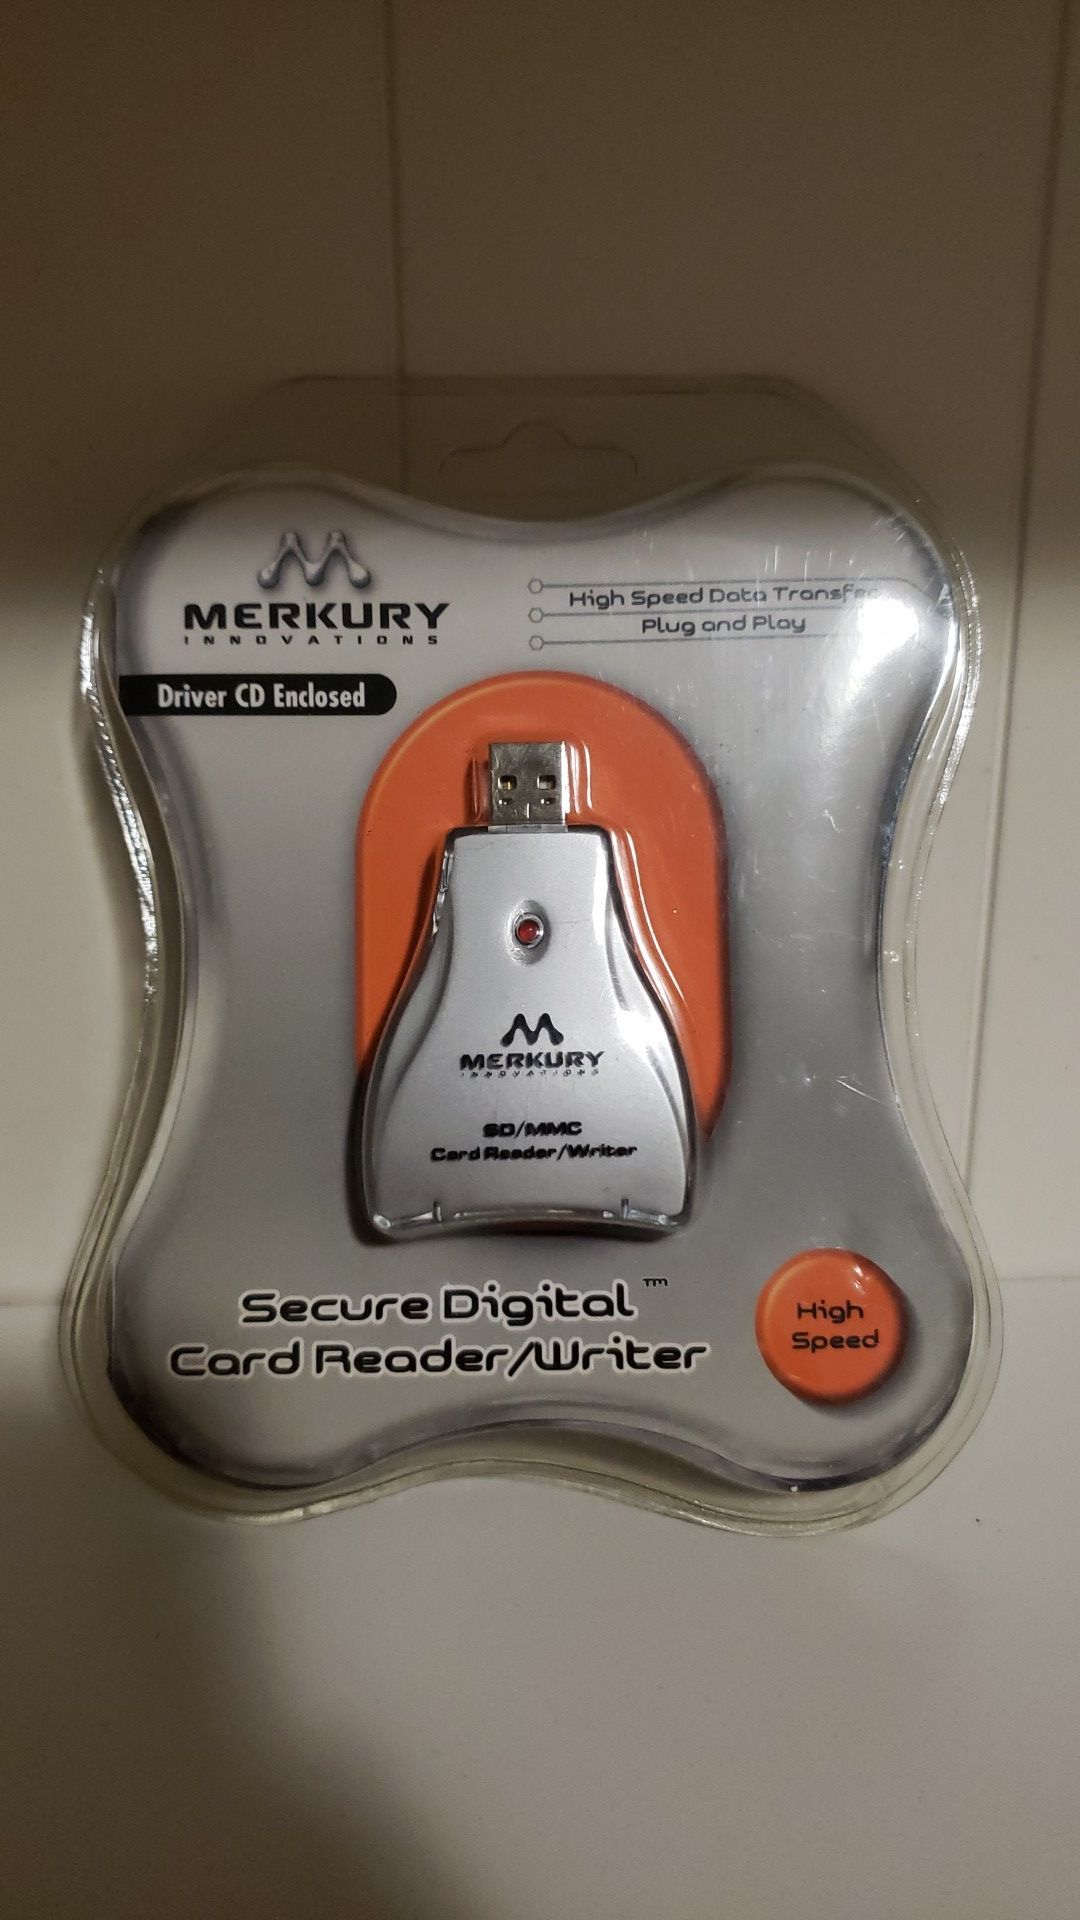 MERKURY
INNOVATIONS
High Speed Data Transfer
Plug and Play
Driver CD Enclosed
MERKURY
INNOVATIONS
SD/MMC
Card Reader/Writer
Secure Digital™
Card Reader/Writer
High
Speed